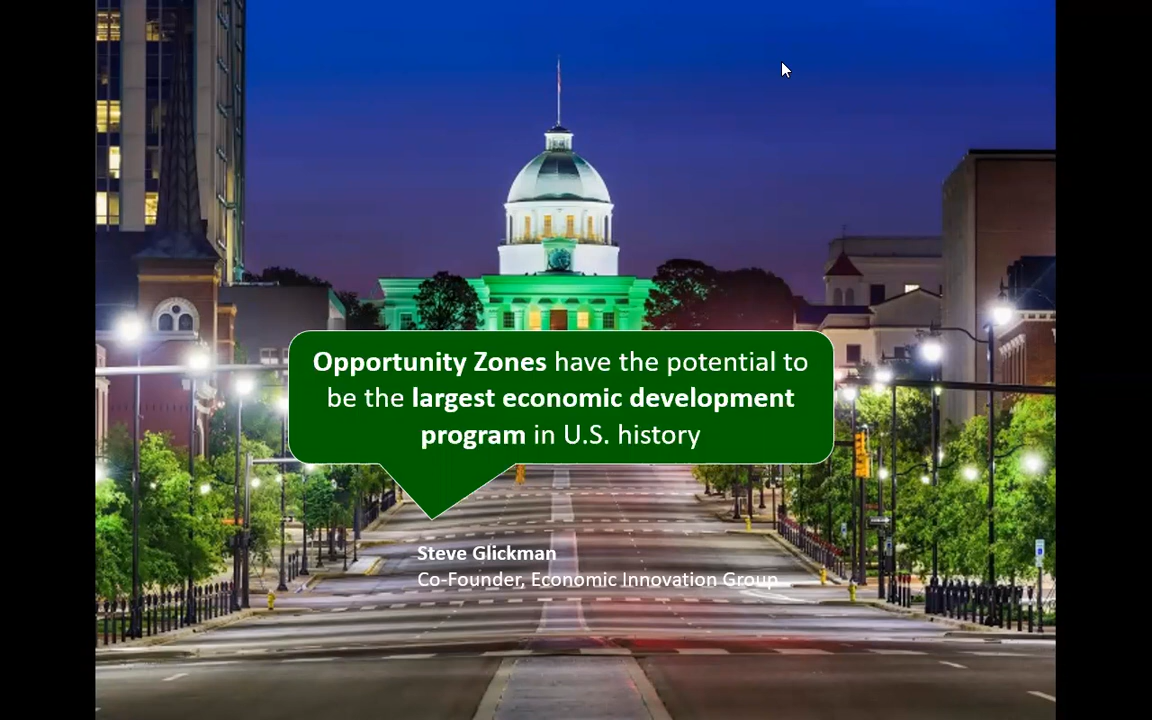 Opportunity Zones have the potential to
be the largest economic development
program in U.S. history
Steve Glickman
Co-Founder, Economic Innovation Group